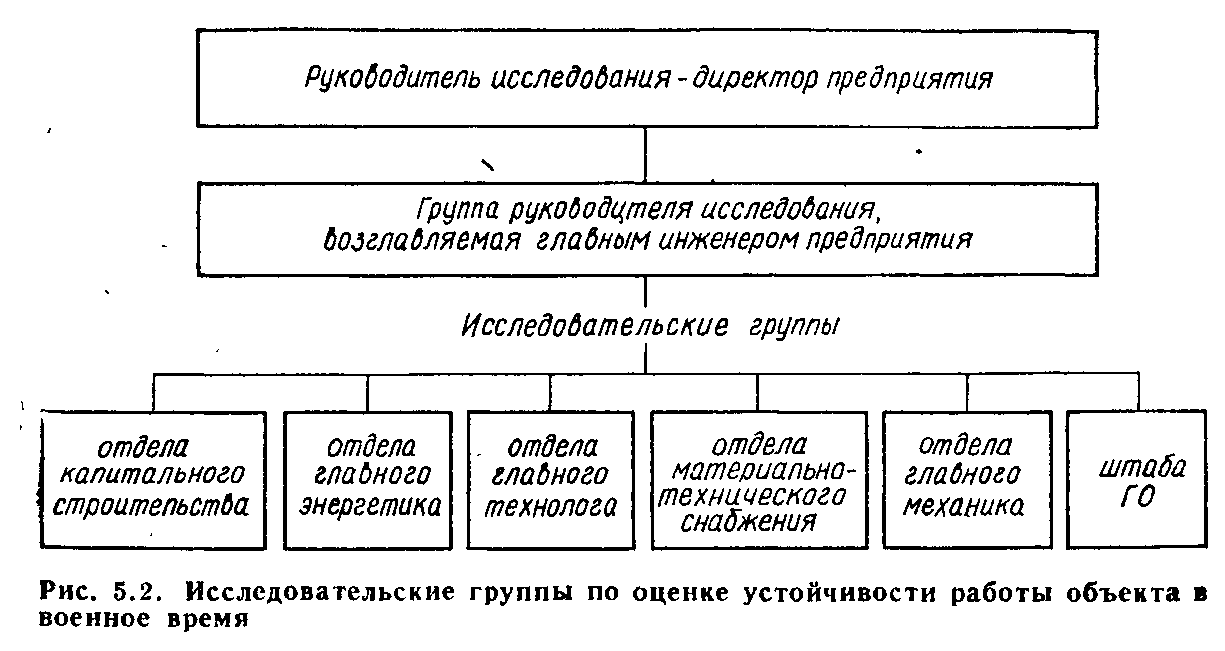 Руководитель исследования - директор предприятия
Группа руководителя исследования,
возглавляемая главным инженером предприятия
Исследовательские группы
отдела
капитального
строительства
отдела
главного
энергетика
отдела
главного
технолога
отдела
материально-
технического
снабжения
отдела
главного
механика
штаба
ГО
Рис. 5.2. Исследовательские группы по оценке устойчивости работы объекта в
военное время